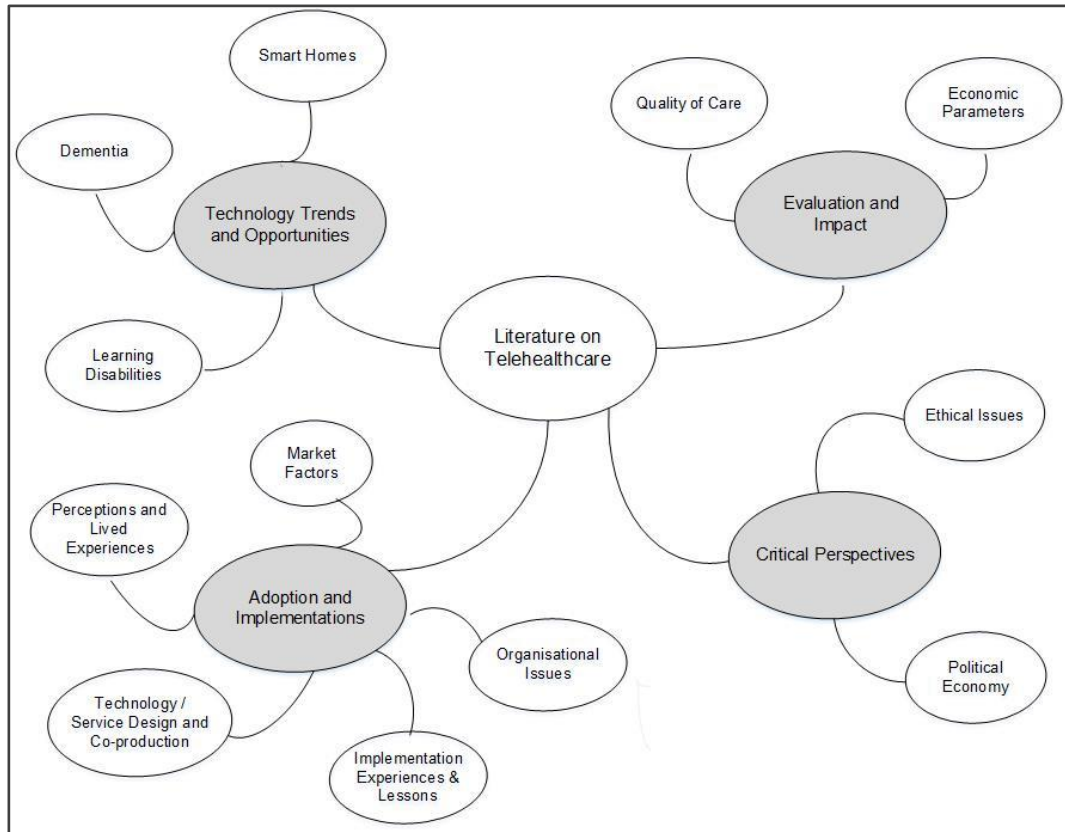 Smart Homes
Dementia
Technology Trends
and Opportunities
Learning
Disabilities
Quality of Care
Economic
Parameters
Evaluation and
Impact
Literature on
Telehealthcare
Market
Factors
Perceptions and
Lived
Experiences
Adoption and
Implementations
Technology /
Service Design and
Co-production
Organisational
Issues
Implementation
Experiences &
Lessons
Ethical Issues
Critical Perspectives
Political
Economy